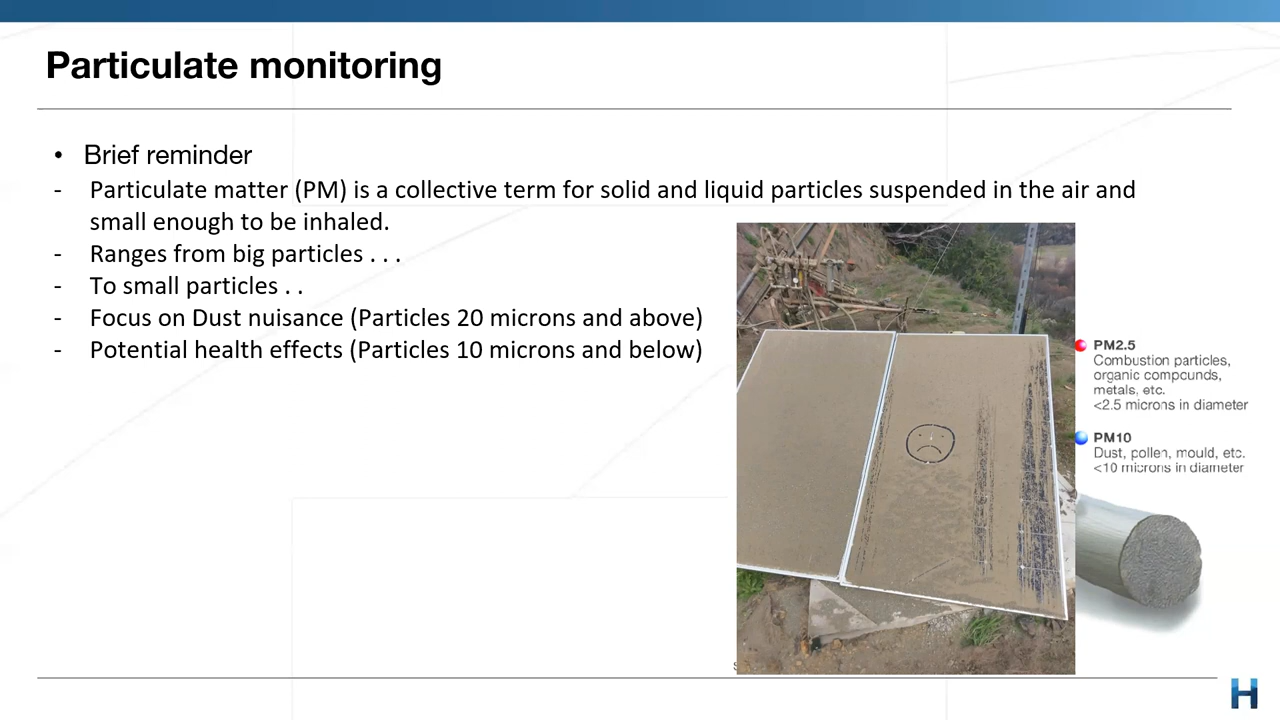 Particulate monitoring
• Brief reminder
- Particulate matter (PM) is a collective term for solid and liquid particles suspended in the air and
small enough to be inhaled.
- Ranges from big particles . . .
- To small particles . .
- Focus on Dust nuisance (Particles 20 microns and above)
- Potential health effects (Particles 10 microns and below)
PM2.5
Combustion particles,
organic compounds,
metals, etc.
<2.5 microns in diameter
PM10
Dust, pollen, mould, etc.
<10 microns in diameter
H